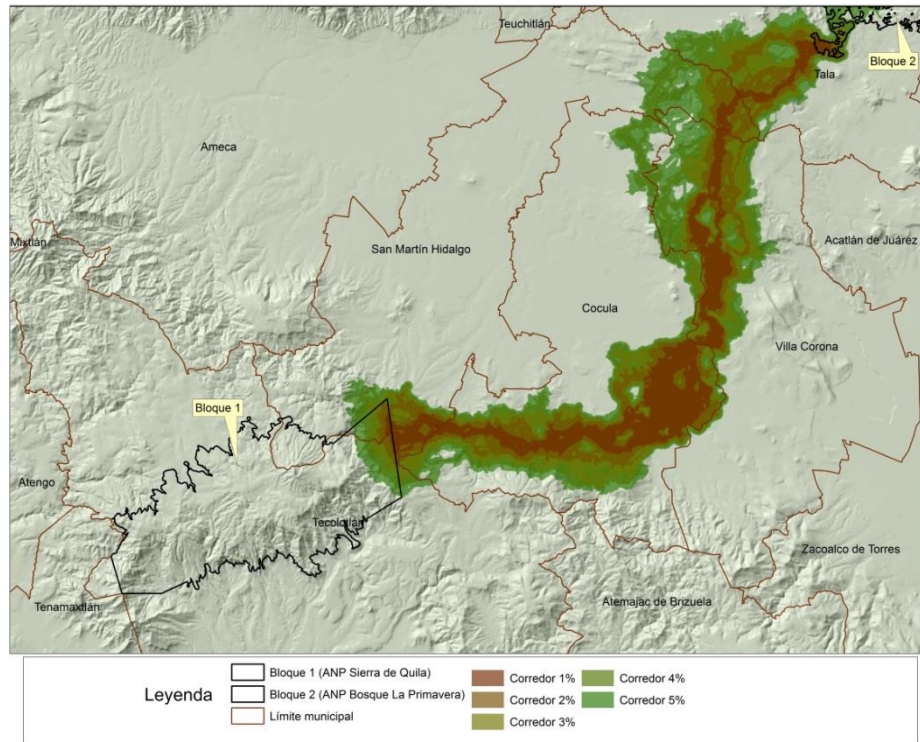 Teuchitlán
Bloque 2
Tala
Ameca
Mixtlán
San Martín Hidalgo
Acatlán de Juárez
Cocula
Villa Corona
Bloque 1
Atengo
Tecolotlán
Zacoalco de Torres
Tenamaxtlán
Atemajac de Brizuela
Leyenda
Bloque 1 (ANP Sierra de Quila)
Bloque 2 (ANP Bosque La Primavera)
Límite municipal
Corredor 1%
Corredor 2%
Corredor 3%
Corredor 4%
Corredor 5%